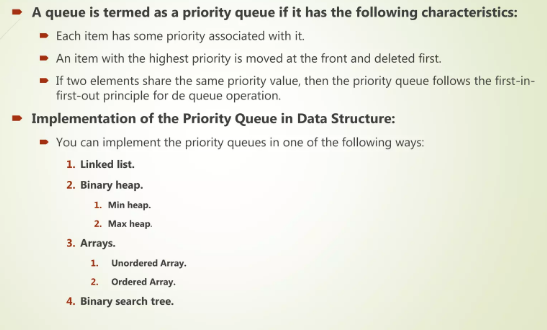 A queue is termed as a priority queue if it has the following characteristics:
Each item has some priority associated with it.
An item with the highest priority is moved at the front and deleted first.
If two elements share the same priority value, then the priority queue follows the first-in-
first-out principle for de queue operation.
Implementation of the Priority Queue in Data Structure:
You can implement the priority queues in one of the following ways:
1. Linked list.
2. Binary heap.
1. Min heap.
2. Max heap.
3. Arrays.
1. Unordered Array.
2. Ordered Array.
4. Binary search tree.